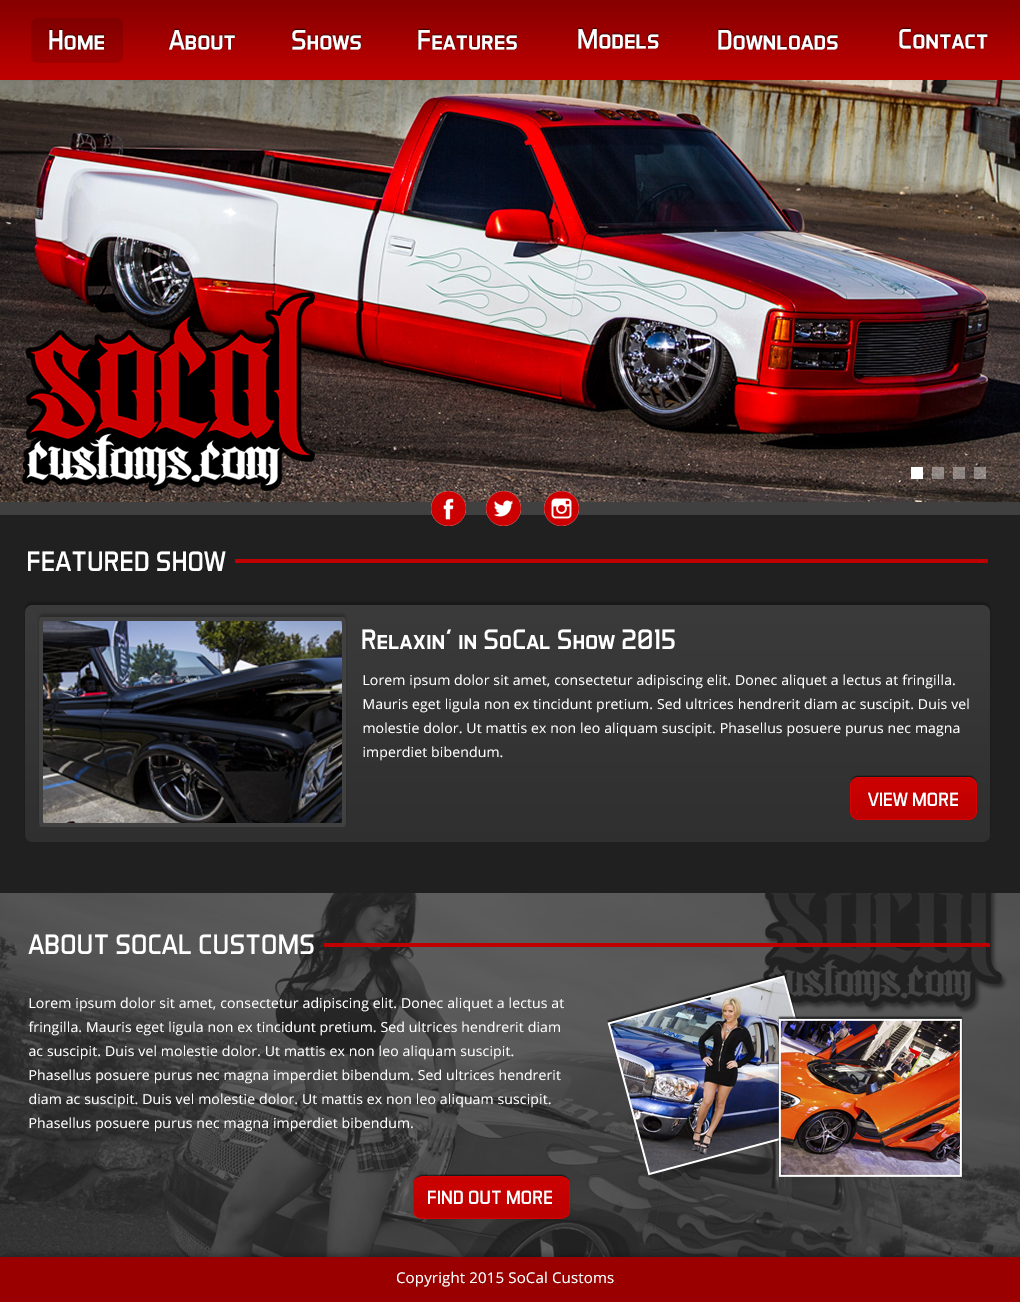 Home About Shows Features Models Downloads Contact
socal
customs.com
FEATURED SHOW
Relaxin' in SoCal Show 2015
Lorem ipsum dolor sit amet, consectetur adipiscing elit. Donec aliquet a lectus at fringilla.
Mauris eget ligula non ex tincidunt pretium. Sed ultrices hendrerit diam ac suscipit. Duis vel
molestie dolor. Ut mattis ex non leo aliquam suscipit. Phasellus posuere purus nec magna
imperdiet bibendum.
VIEW MORE
socal
customs.com
ABOUT SOCAL CUSTOMS
Lorem ipsum dolor sit amet, consectetur adipiscing elit. Donec aliquet a lectus at
fringilla. Mauris eget ligula non ex tincidunt pretium. Sed ultrices hendrerit diam
ac suscipit. Duis vel molestie dolor. Ut mattis ex non leo aliquam suscipit.
Phasellus posuere purus nec magna imperdiet bibendum. Sed ultrices hendrerit
diam ac suscipit. Duis vel molestie dolor. Ut mattis ex non leo aliquam suscipit.
Phasellus posuere purus nec magna imperdiet bibendum.
FIND OUT MORE
Copyright 2015 SoCal Customs